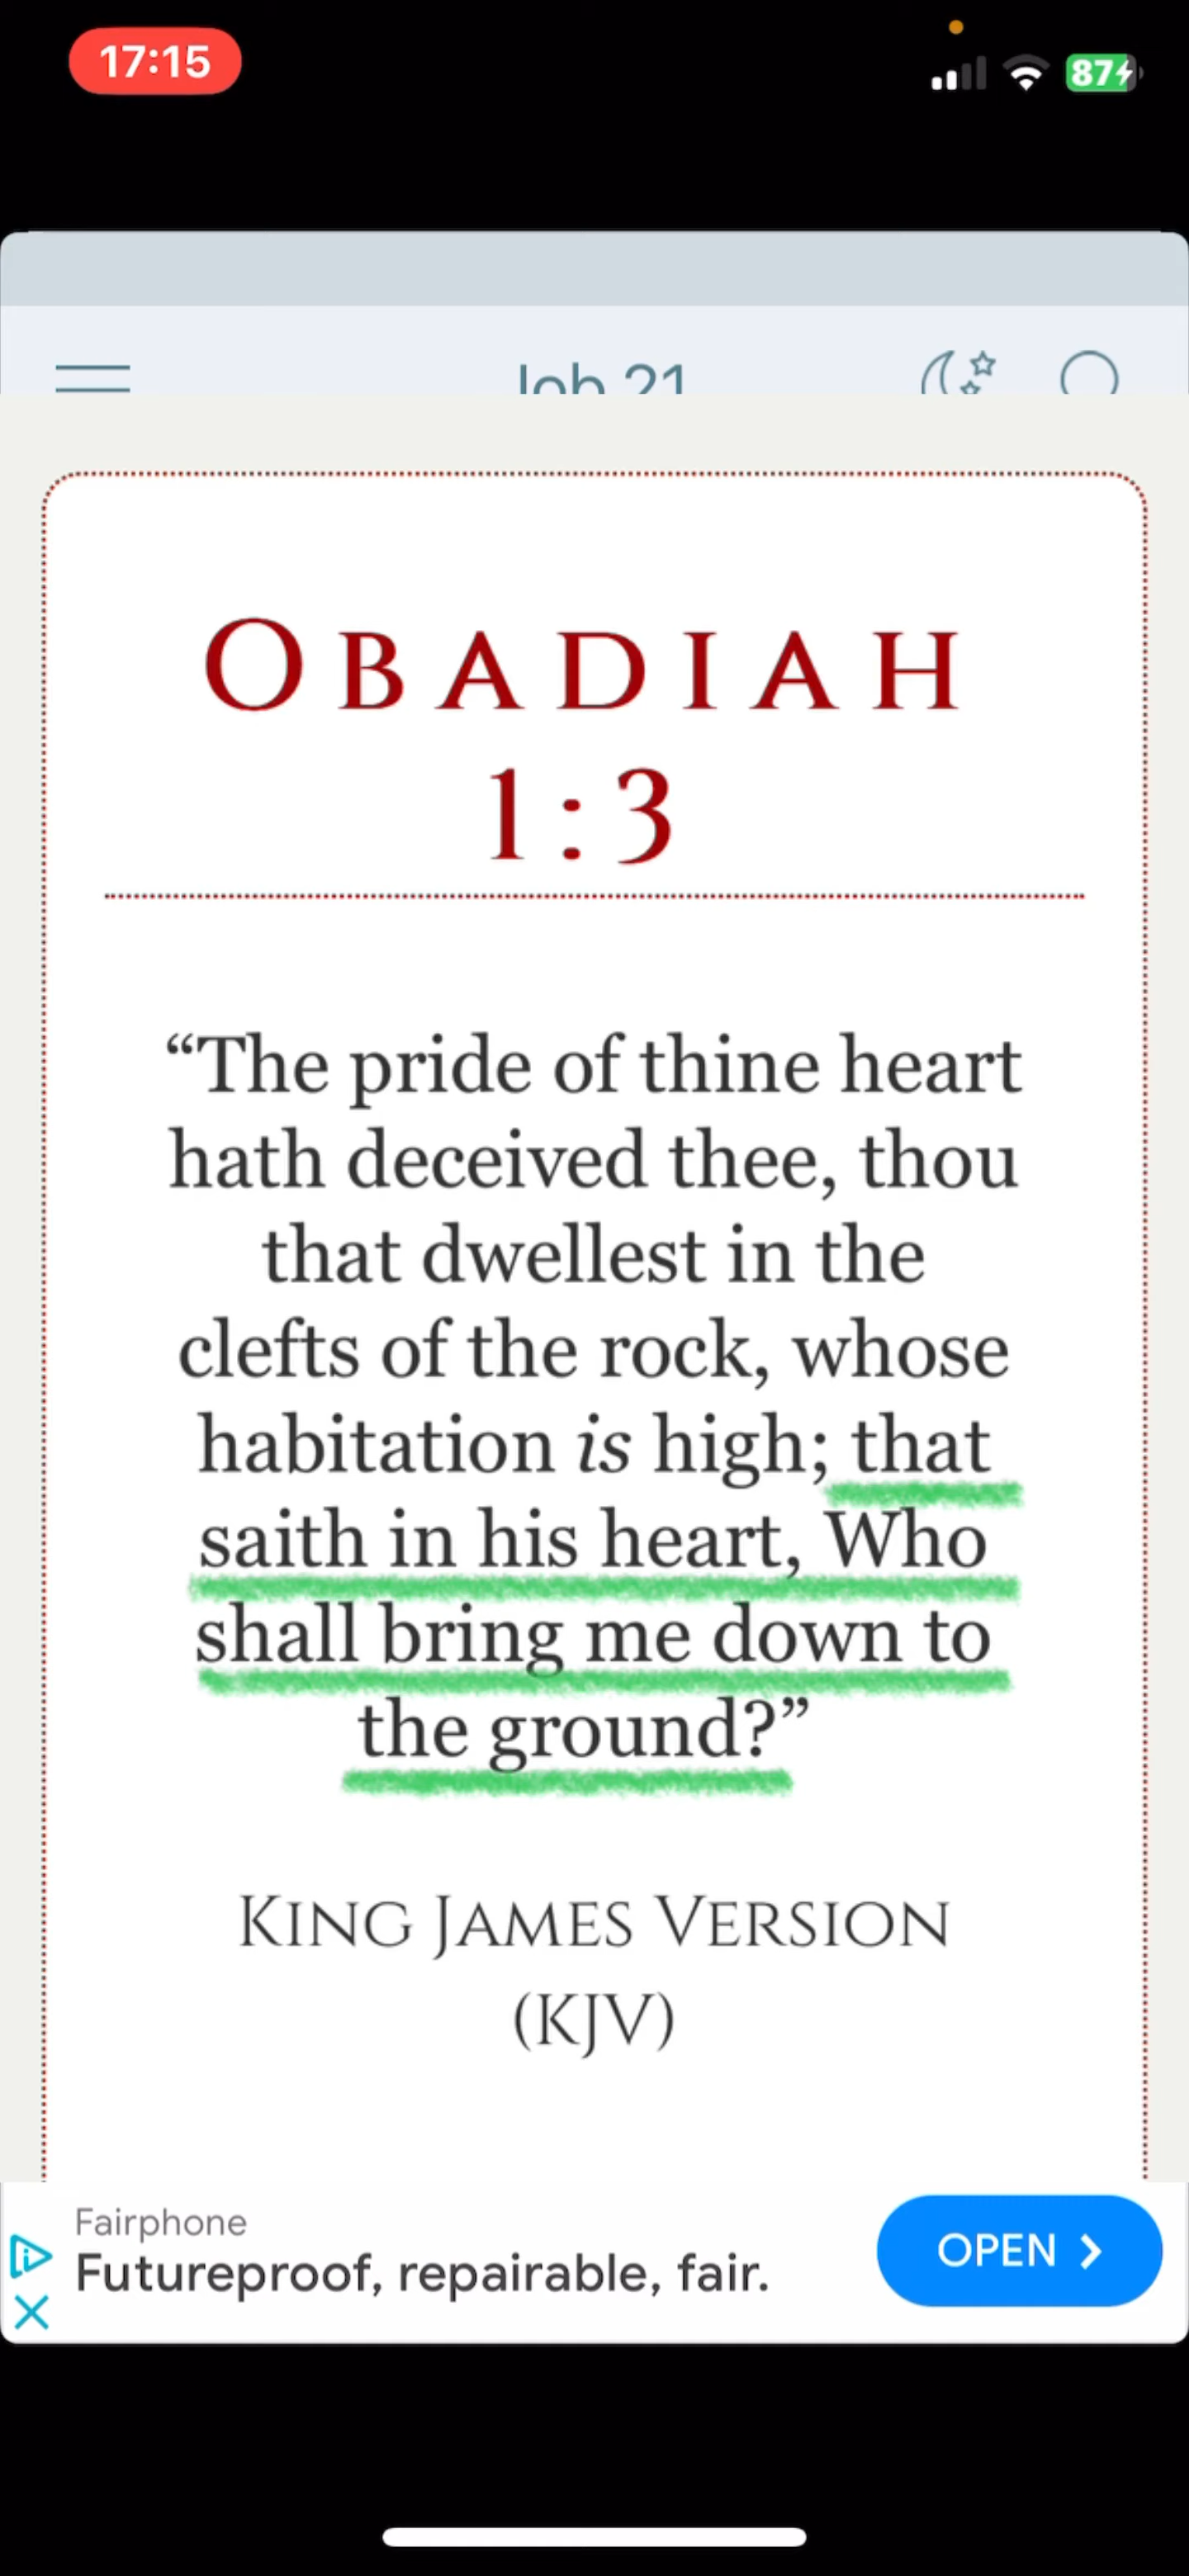 17:15
87
Job 21
OBADIAH
1:3
“The pride of thine heart
hath deceived thee, thou
that dwellest in the
clefts of the rock, whose
habitation is high; that
saith in his heart, Who
shall bring me down to
the ground?”
KING JAMES VERSION
(KJV)
Fairphone
Futureproof, repairable, fair.
OPEN